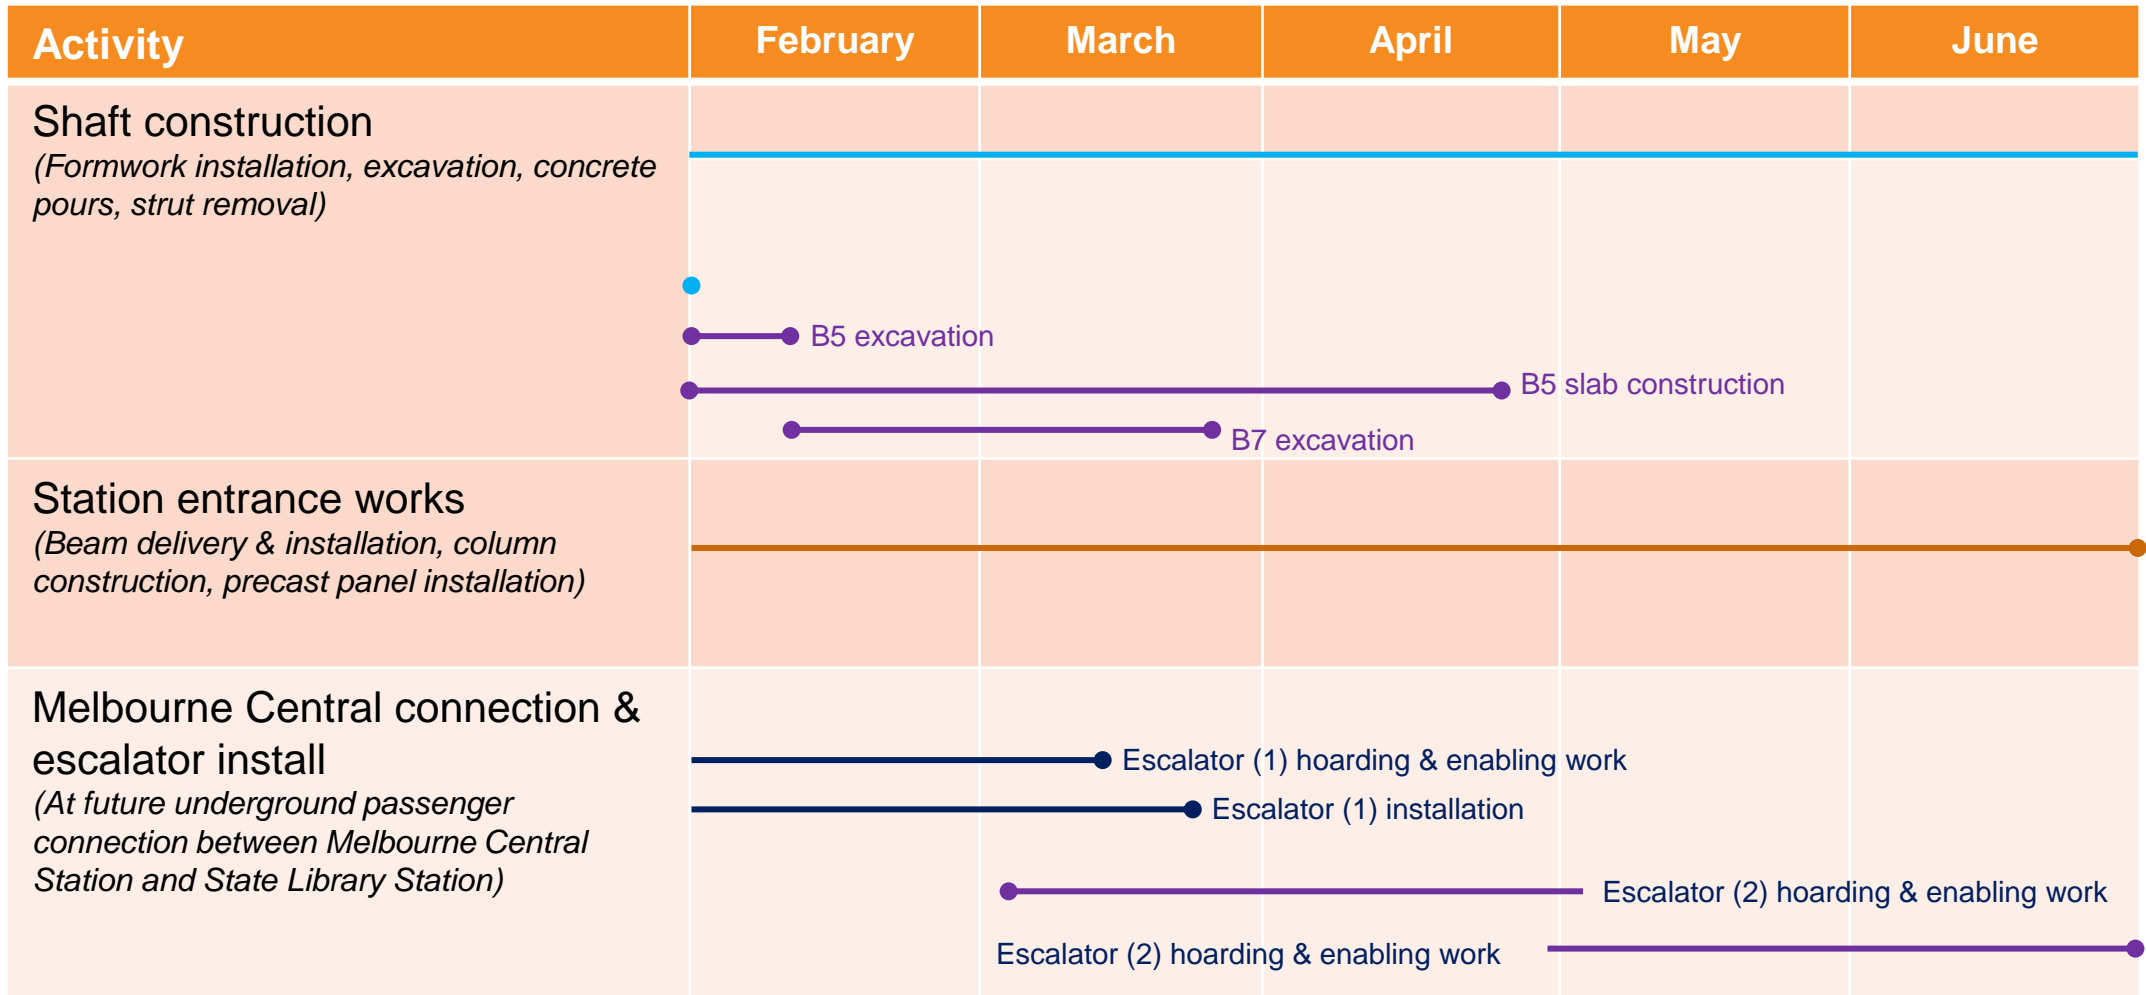 Activity
February
March
April
May
June
Shaft construction
(Formwork installation, excavation, concrete
pours, strut removal)
B5 excavation
B5 slab construction
B7 excavation
Station entrance works
(Beam delivery & installation, column
construction, precast panel installation)
Melbourne Central connection &
escalator install
(At future underground passenger
connection between Melbourne Central
Station and State Library Station)
Escalator (1) hoarding & enabling work
Escalator (1) installation
Escalator (2) hoarding & enabling work
Escalator (2) hoarding & enabling work